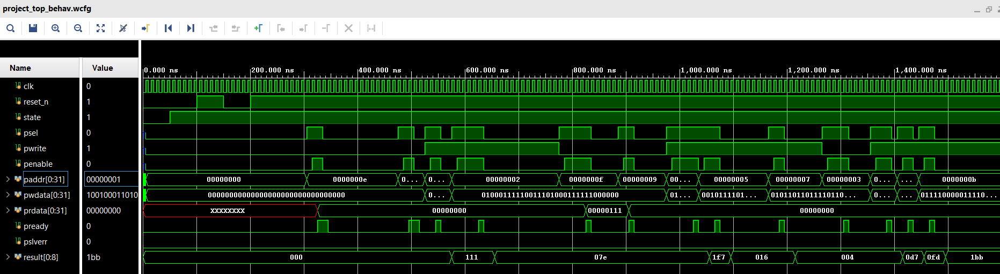 project_top_behav.wcfg
Name Value
0.000 ns 200.000 ns 400.000 ns 600.000 ns 800.000 ns 1,000.000 ns 1,200.000 ns 1,400.000 ns
clk 0
reset_n 1
state 1
psel 0
pwrite 1
penable 0
paddr[0:31] 00000001 00000000 0000000e 0... 0... 00000002 0000000f 00000009 00... 00000005 00000007 00000003 0... ... 0000000b
pwdata[0:31] 100100011010 00000000000000000000000000000000 0... 01000111110011101000111111000000 01... 0010111101... 01011011011110110... 0... ... 011110000011110...
prdata[0:31] 00000000 XXXXXXXX 00000000 00000111 00000000
pready 0
pslverr 0
result[0:8] 1bb 000 111 07e 1f7 016 004 0d7 0fd 1bb